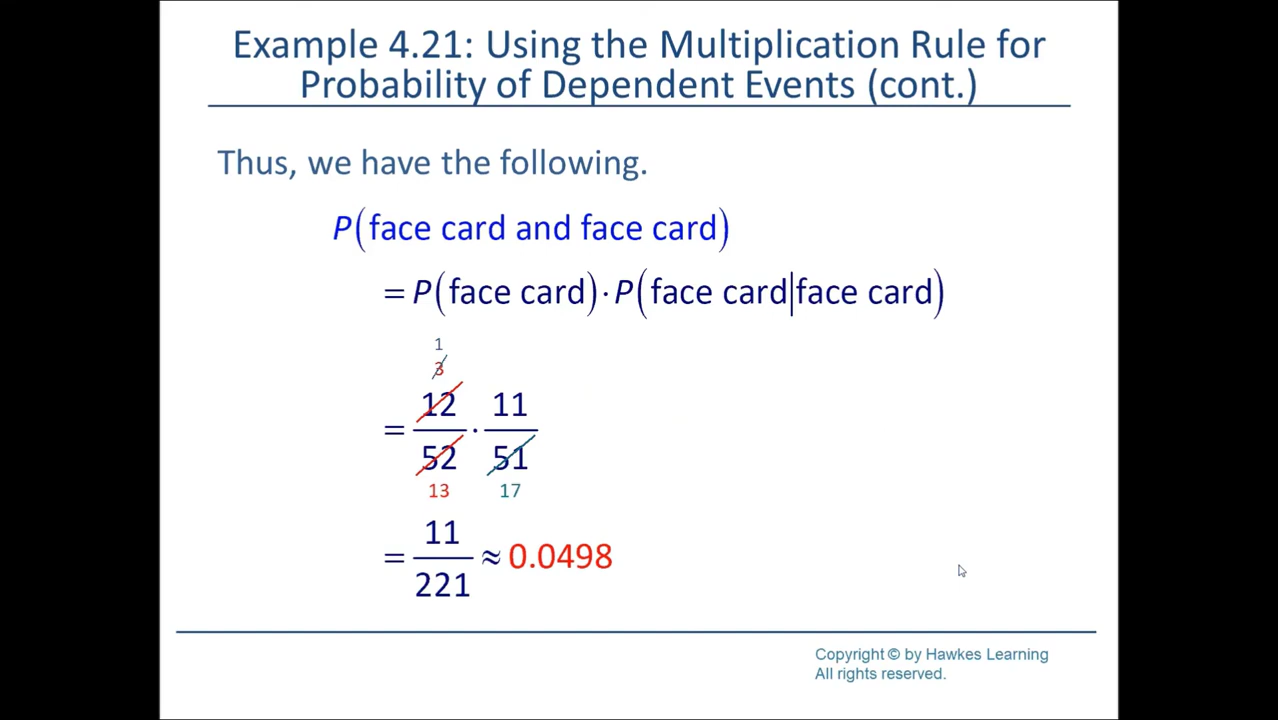 Example 4.21: Using the Multiplication Rule for
Probability of Dependent Events (cont.)
Thus, we have the following.
P(face card and face card)
= P(face card) · P(face card|face card)
1
3
= 12/52 · 11/51
13 17
= 11/221 ≈ 0.0498
Copyright © by Hawkes Learning
All rights reserved.